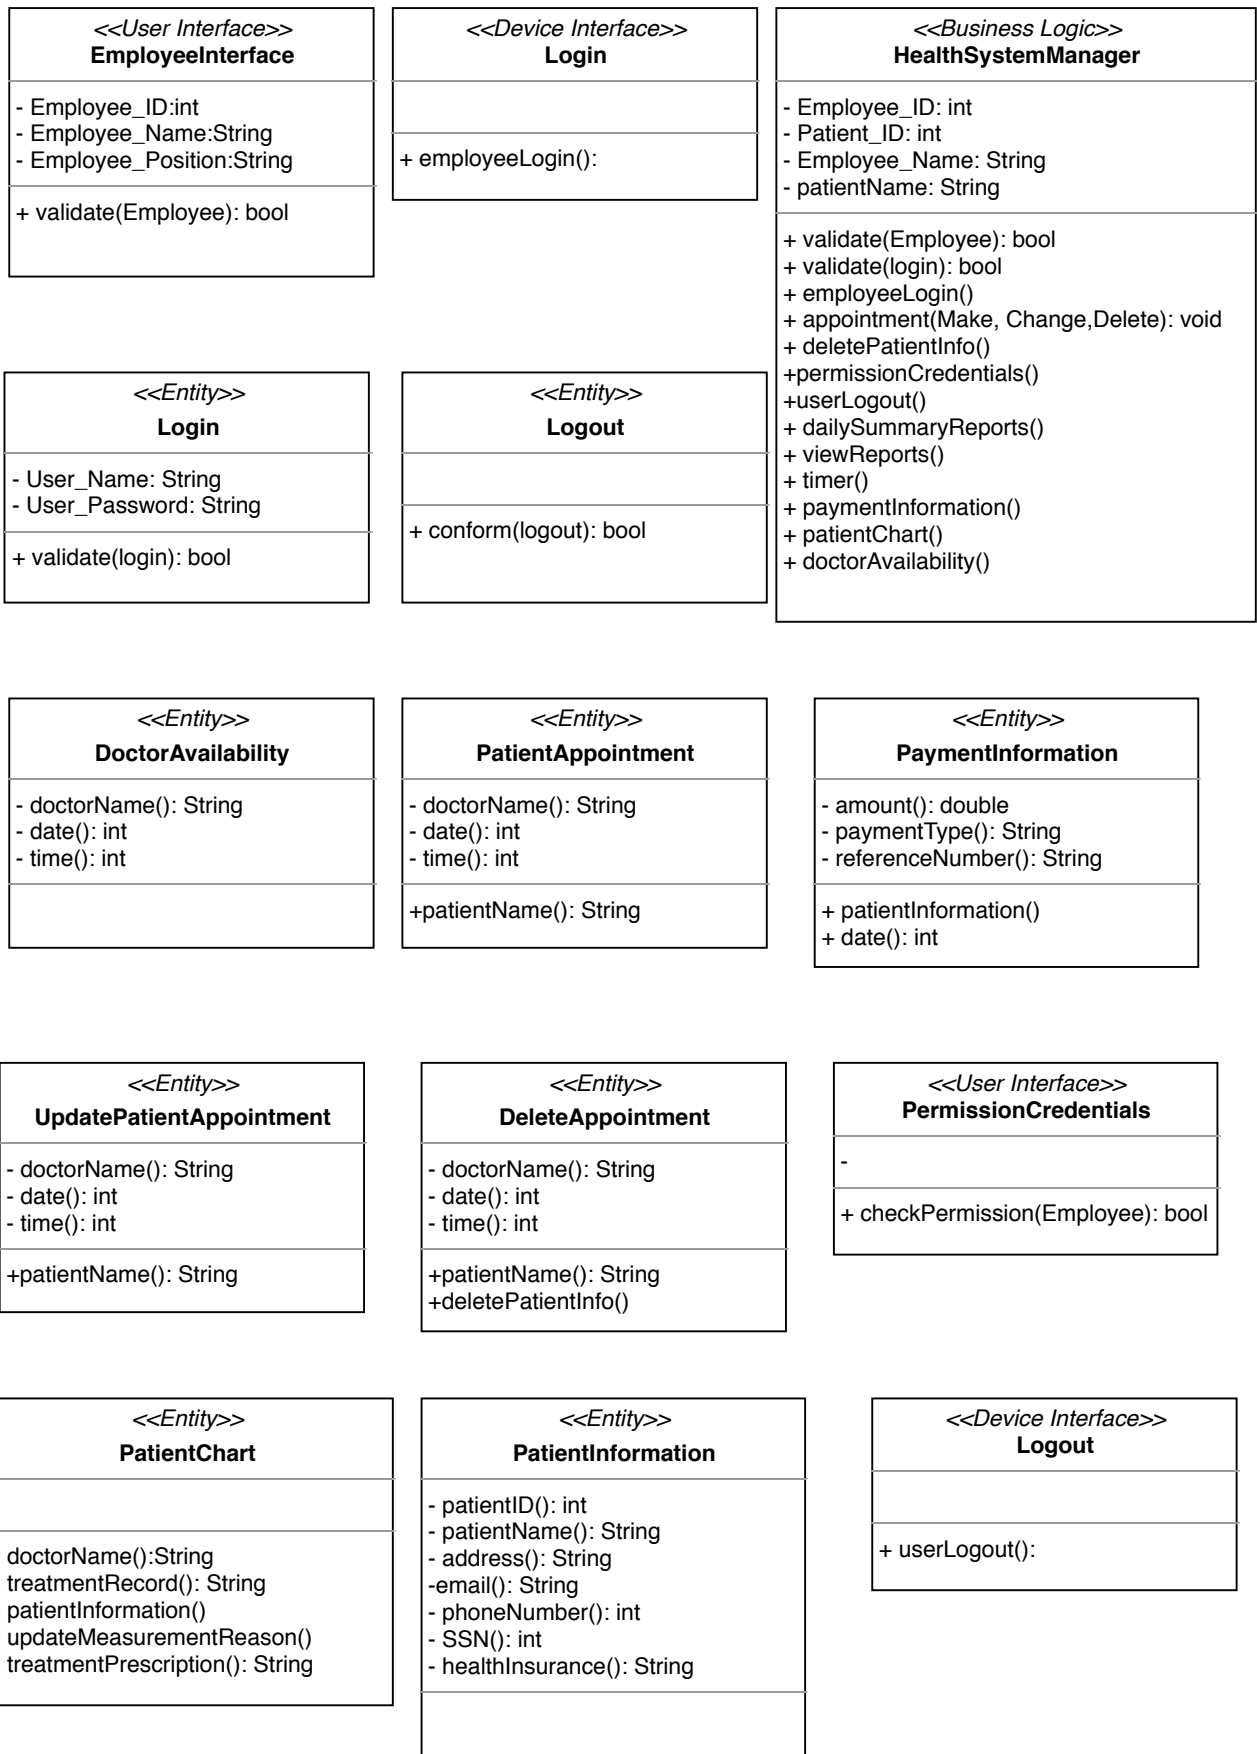 <<User Interface>>
EmployeeInterface
- Employee_ID:int
- Employee_Name:String
- Employee_Position:String
+ validate(Employee): bool
<<Device Interface>>
Login
+ employeeLogin():
<<Business Logic>>
HealthSystemManager
- Employee_ID: int
- Patient_ID: int
- Employee_Name: String
- patientName: String
+ validate(Employee): bool
+ validate(login): bool
+ employeeLogin()
+ appointment(Make, Change,Delete): void
+ deletePatientInfo()
+permissionCredentials()
+userLogout()
+ dailySummaryReports()
+ viewReports()
+ timer()
+ paymentInformation()
+ patientChart()
+ doctorAvailability()
<<Entity>>
Login
- User_Name: String
- User_Password: String
+ validate(login): bool
<<Entity>>
Logout
+ conform(logout): bool
<<Entity>>
DoctorAvailability
- doctorName(): String
- date(): int
- time(): int
<<Entity>>
PatientAppointment
- doctorName(): String
- date(): int
- time(): int
+patientName(): String
<<Entity>>
PaymentInformation
- amount(): double
- paymentType(): String
- referenceNumber(): String
+ patientInformation()
+ date(): int
<<Entity>>
UpdatePatientAppointment
- doctorName(): String
- date(): int
- time(): int
+patientName(): String
<<Entity>>
DeleteAppointment
- doctorName(): String
- date(): int
- time(): int
+patientName(): String
+deletePatientInfo()
<<User Interface>>
PermissionCredentials
-
+ checkPermission(Employee): bool
<<Entity>>
PatientChart
doctorName():String
treatmentRecord(): String
patientInformation()
updateMeasurementReason()
treatmentPrescription(): String
<<Entity>>
PatientInformation
- patientID(): int
- patientName(): String
- address(): String
-email(): String
- phoneNumber(): int
- SSN(): int
- healthInsurance(): String
<<Device Interface>>
Logout
+ userLogout():